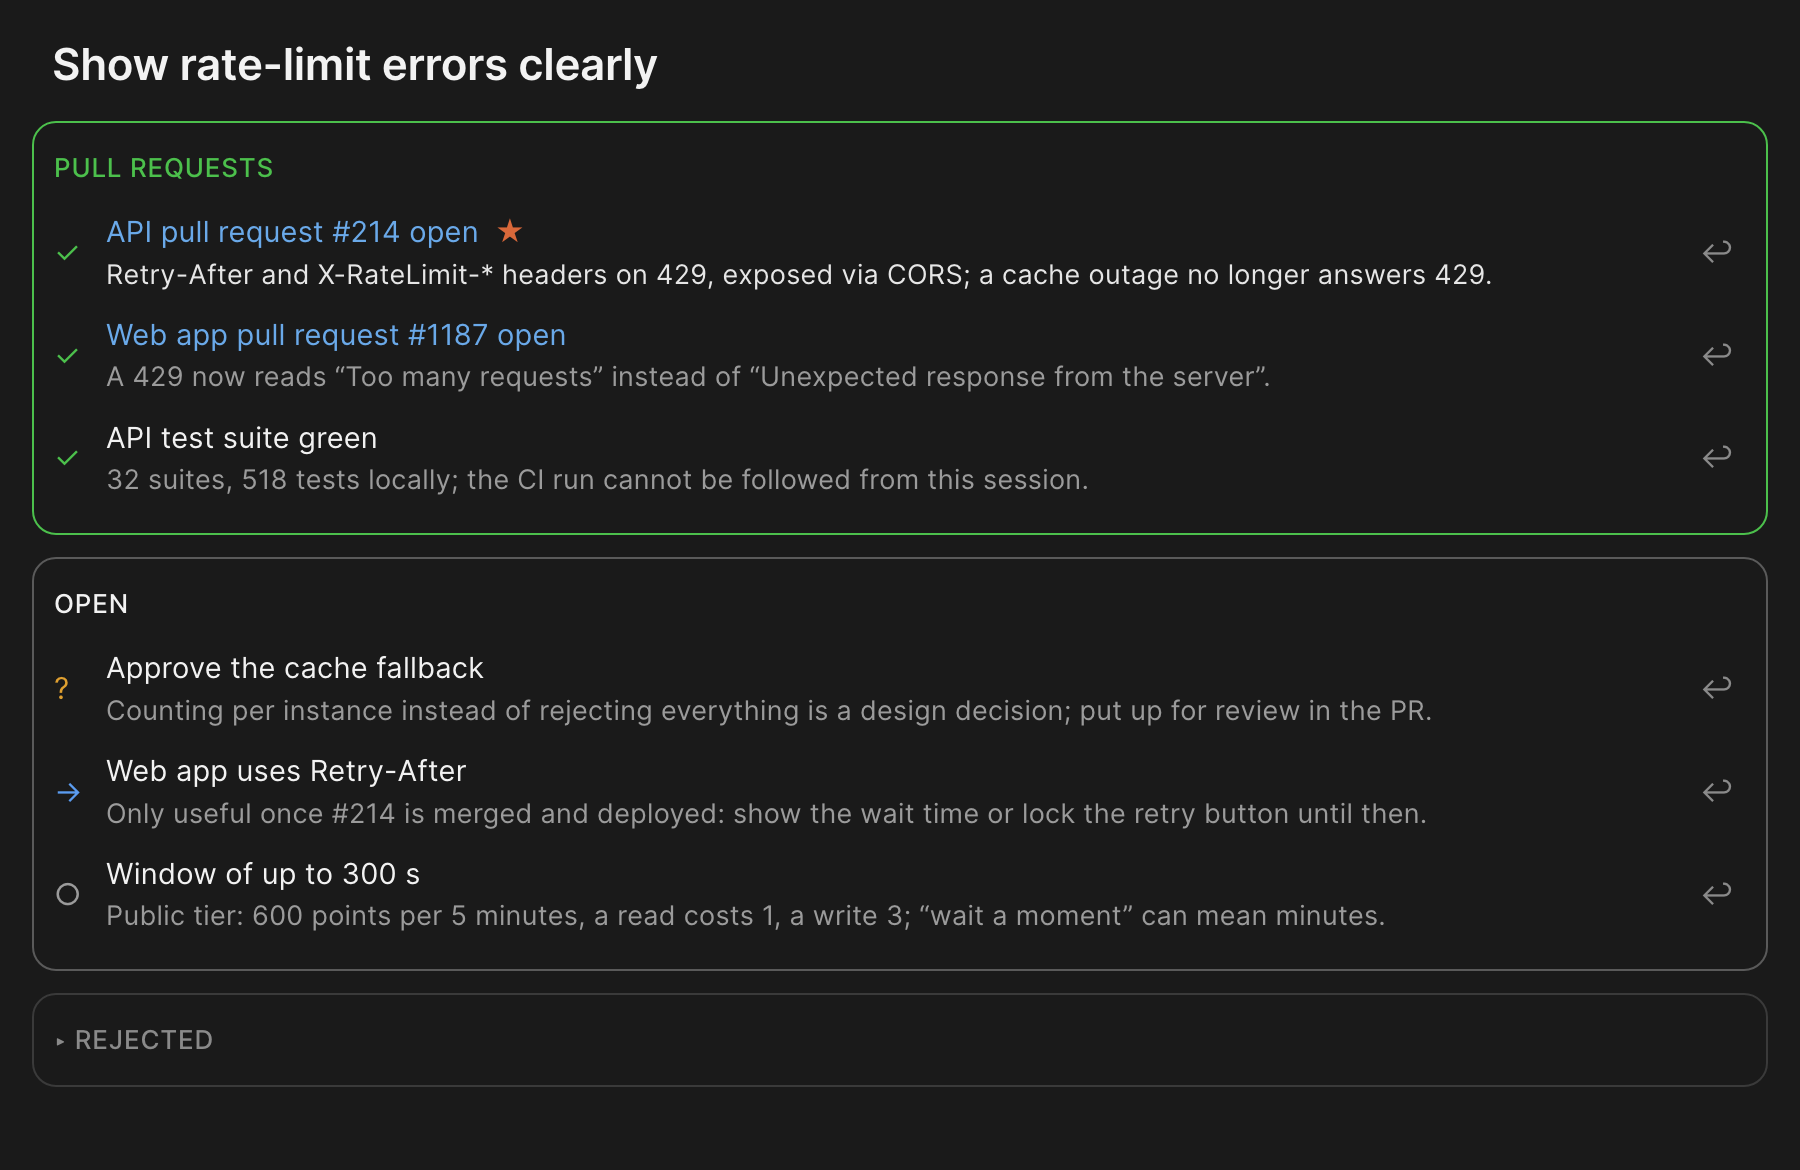 Show rate-limit errors clearly
PULL REQUESTS
API pull request #214 open ★
Retry-After and X-RateLimit-* headers on 429, exposed via CORS; a cache outage no longer answers 429.
Web app pull request #1187 open
A 429 now reads “Too many requests” instead of “Unexpected response from the server”.
API test suite green
32 suites, 518 tests locally; the CI run cannot be followed from this session.
OPEN
? Approve the cache fallback
Counting per instance instead of rejecting everything is a design decision; put up for review in the PR.
→ Web app uses Retry-After
Only useful once #214 is merged and deployed: show the wait time or lock the retry button until then.
Window of up to 300 s
Public tier: 600 points per 5 minutes, a read costs 1, a write 3; “wait a moment” can mean minutes.
▸ REJECTED